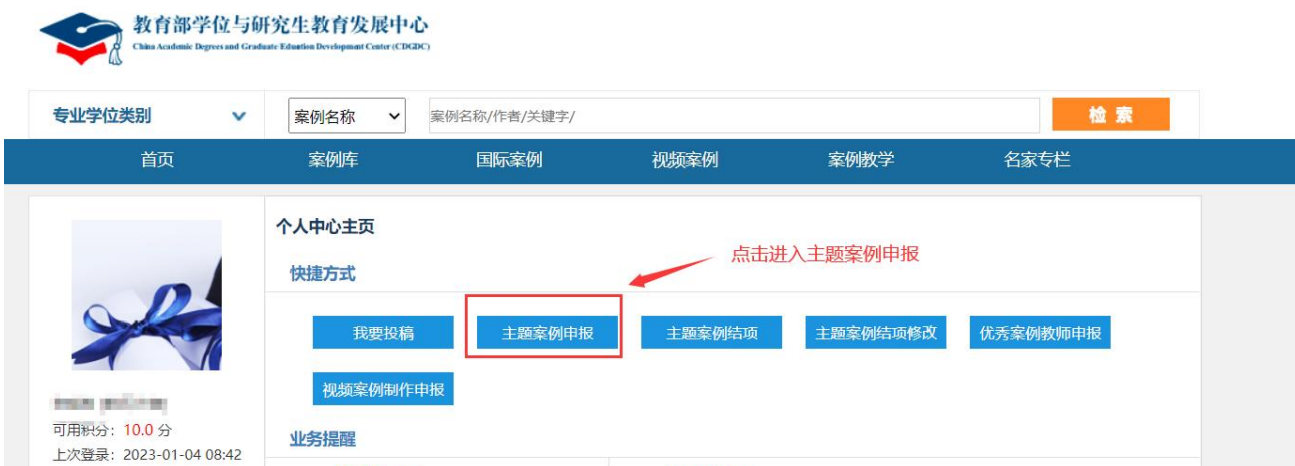 教育部学位与研究生教育发展中心
China Academic Degrees and Graduate Eduation Development Center (CDGDC)
专业学位类别
案例名称
案例名称/作者/关键字/
检 索
首页 案例库 国际案例 视频案例 案例教学 名家专栏
个人中心主页
点击进入主题案例申报
快捷方式
我要投稿 主题案例申报 主题案例结项 主题案例结项修改 优秀案例教师申报
视频案例制作申报
可用积分：10.0 分
上次登录：2023-01-04 08:42
业务提醒